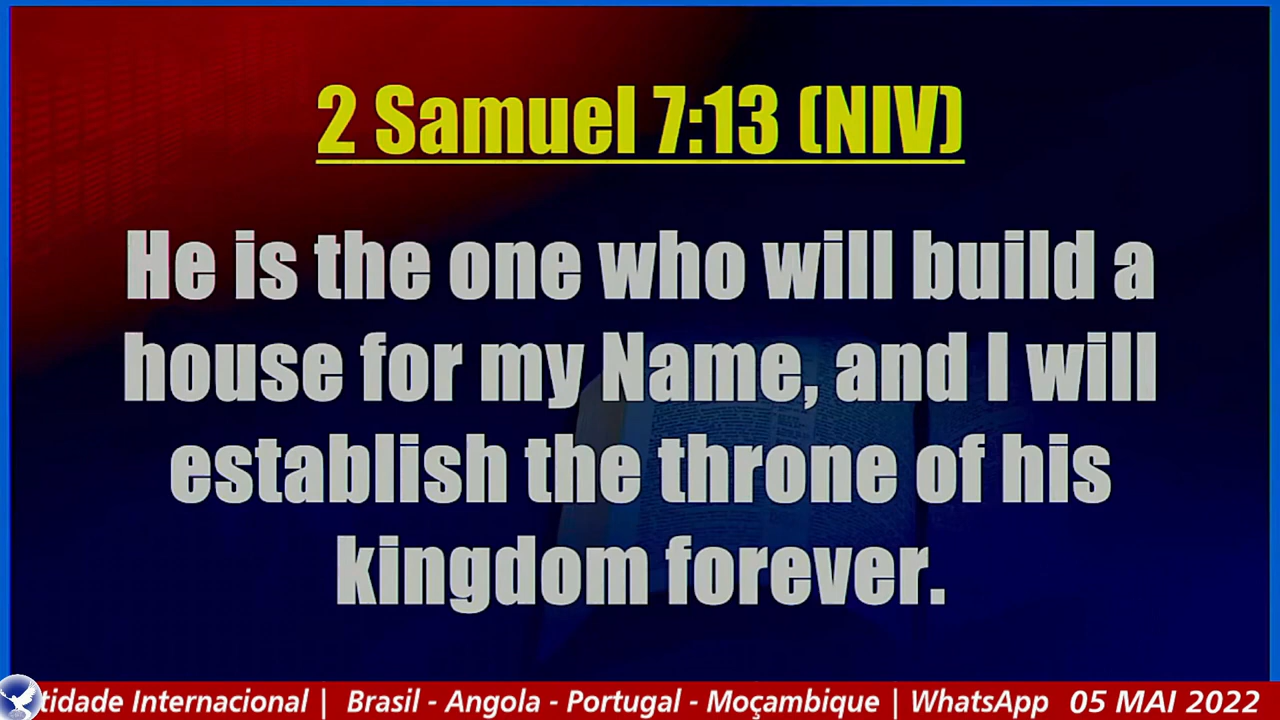 2 Samuel 7:13 (NIV)
He is the one who will build a
house for my Name, and I will
establish the throne of his
kingdom forever.
tidade Internacional | Brasil - Angola - Portugal - Moçambique | WhatsApp 05 MAI 2022